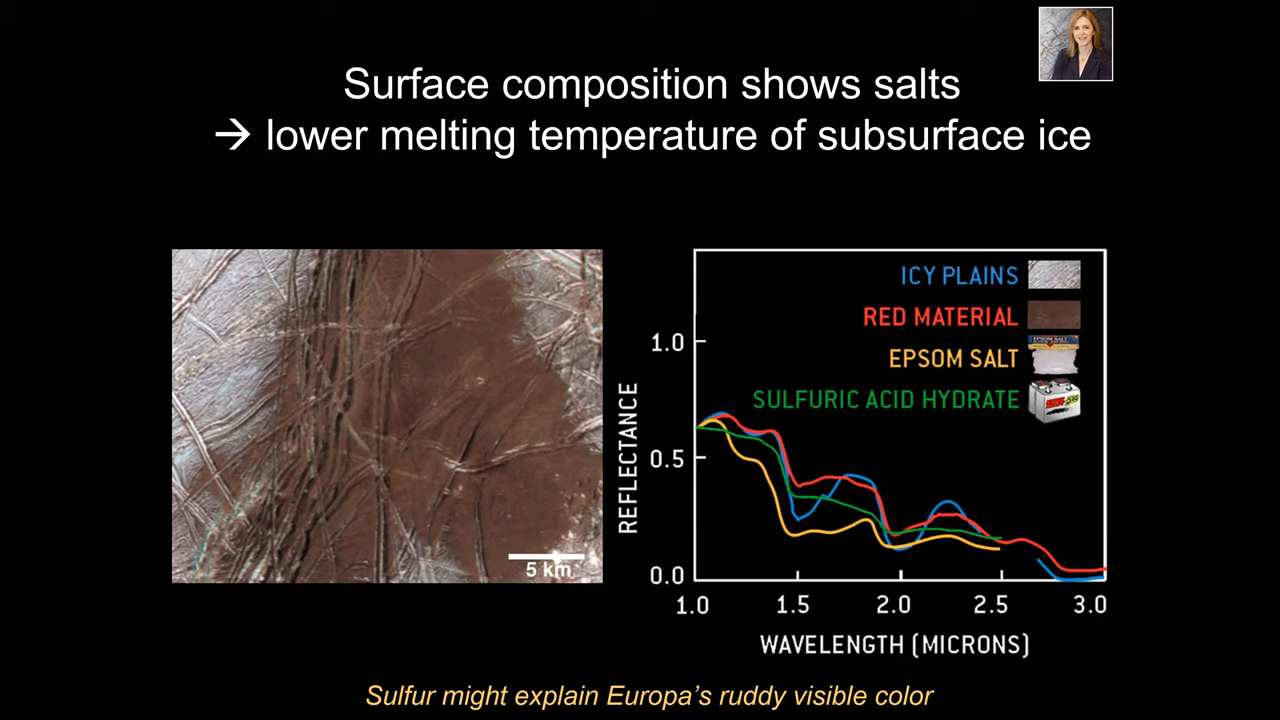 Surface composition shows salts
→ lower melting temperature of subsurface ice
5 km
ICY PLAINS
RED MATERIAL
EPSOM SALT
SULFURIC ACID HYDRATE
EPSOM SALT
REFLECTANCE
1.0
0.5
0.0
1.0 1.5 2.0 2.5 3.0
WAVELENGTH (MICRONS)
Sulfur might explain Europa's ruddy visible color